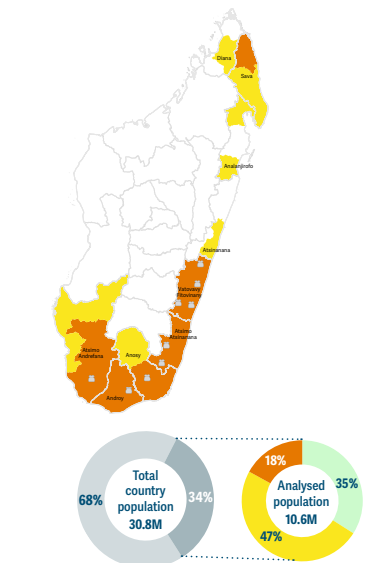 Diana
Sava
Analanjirofo
Atsinanana
Vatovavy
Fitovinany
Atsimo
Atsinanana
Atsimo
Andrefana
Anosy
Androy
Total
country
population
30.8M
68%
34%
Analysed
population
10.6M
18%
35%
47%